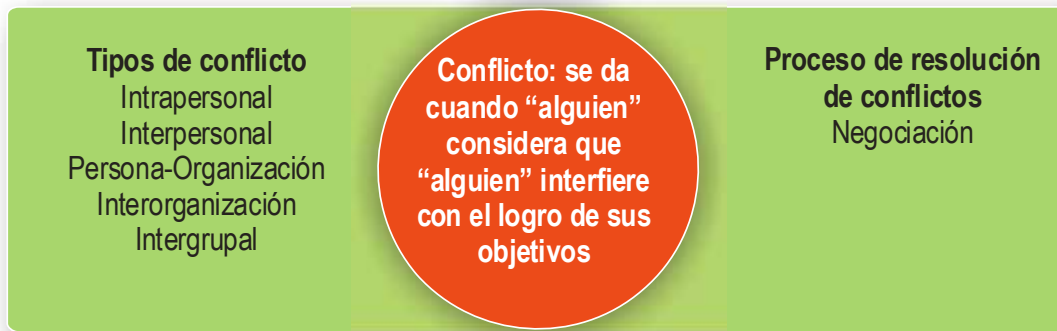 Tipos de conflicto
Intrapersonal
Interpersonal
Persona-Organización
Interorganización
Intergrupal
Conflicto: se da
cuando “alguien”
considera que
“alguien” interfiere
con el logro de sus
objetivos
Proceso de resolución
de conflictos
Negociación